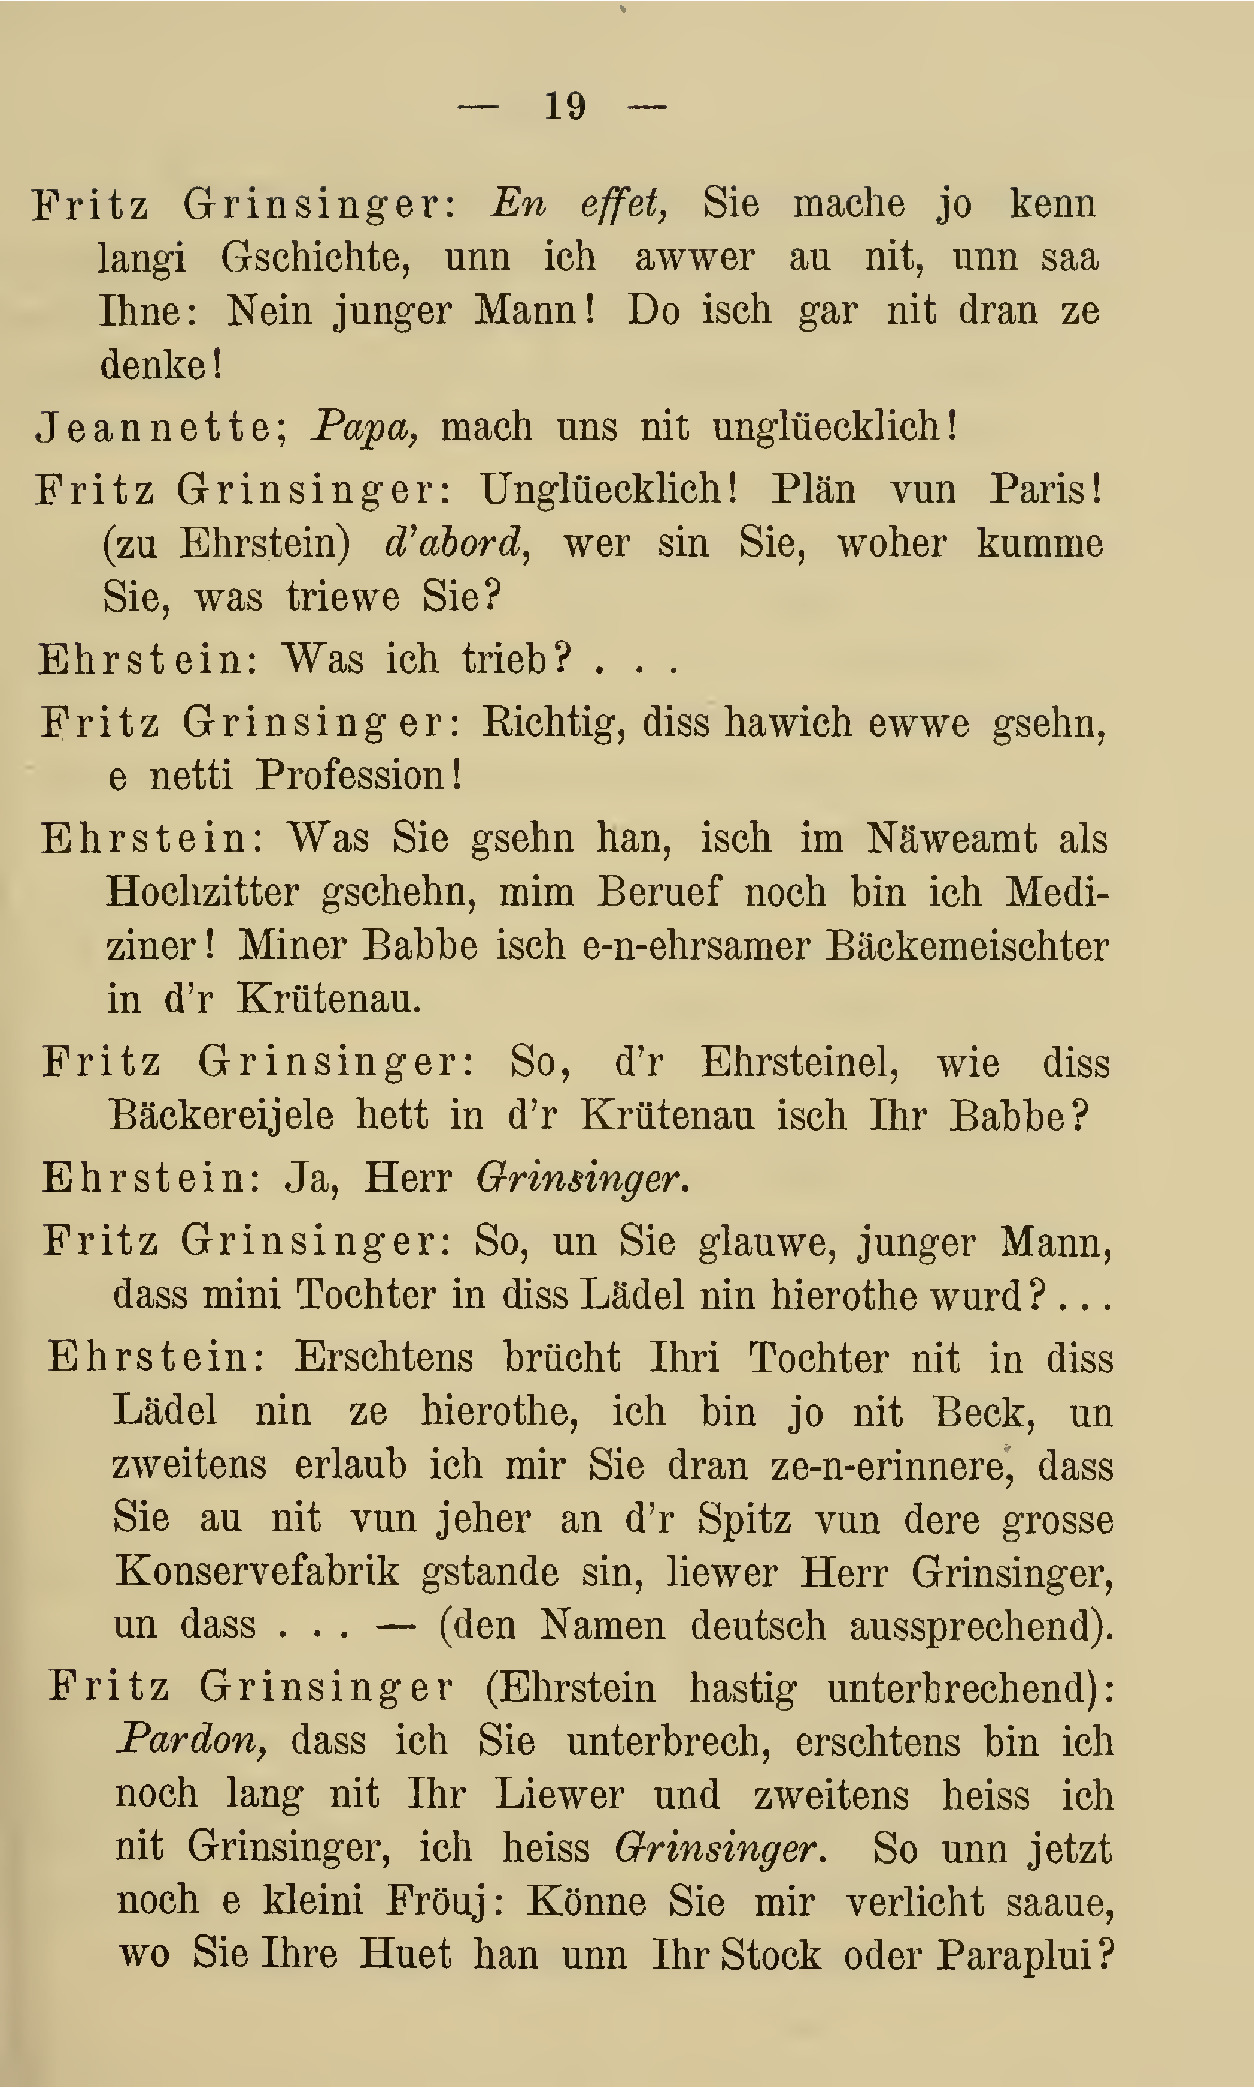 — 19 —
Fritz Grinsinger: En effet, Sie mache jo kenn
langi Gschichte, unn ich awwer au nit, unn saa
Ihne: Nein junger Mann! Do isch gar nit dran ze
denke!
Jeannette; Papa, mach uns nit unglüecklich!
Fritz Grinsinger: Unglüecklich! Plän vun Paris!
(zu Ehrstein) d'abord, wer sin Sie, woher kumme
Sie, was triewe Sie?
Ehrstein: Was ich trieb? . . .
Fritz Grinsinger: Richtig, diss hawich ewwe gsehn,
e netti Profession!
Ehrstein: Was Sie gsehn han, isch im Näweamt als
Hochzitter gschehn, mim Beruef noch bin ich Medi-
ziner! Miner Babbe isch e-n-ehrsamer Bäckemeischter
in d'r Krütenau.
Fritz Grinsinger: So, d'r Ehrsteinel, wie diss
Bäckereijele hett in d'r Krütenau isch Ihr Babbe?
Ehrstein: Ja, Herr Grinsinger.
Fritz Grinsinger: So, un Sie glauwe, junger Mann,
dass mini Tochter in diss Lädel nin hierothe wurd? . . .
Ehrstein: Erschtens brücht Ihri Tochter nit in diss
Lädel nin ze hierothe, ich bin jo nit Beck, un
zweitens erlaub ich mir Sie dran ze-n-erinnere, dass
Sie au nit vun jeher an d'r Spitz vun dere grosse
Konservefabrik gstande sin, liewer Herr Grinsinger,
un dass . . . — (den Namen deutsch aussprechend).
Fritz Grinsinger (Ehrstein hastig unterbrechend):
Pardon, dass ich Sie unterbrech, erschtens bin ich
noch lang nit Ihr Liewer und zweitens heiss ich
nit Grinsinger, ich heiss Grinsinger. So unn jetzt
noch e kleini Fröuj: Könne Sie mir verlicht saaue,
wo Sie Ihre Huet han unn Ihr Stock oder Paraplui?